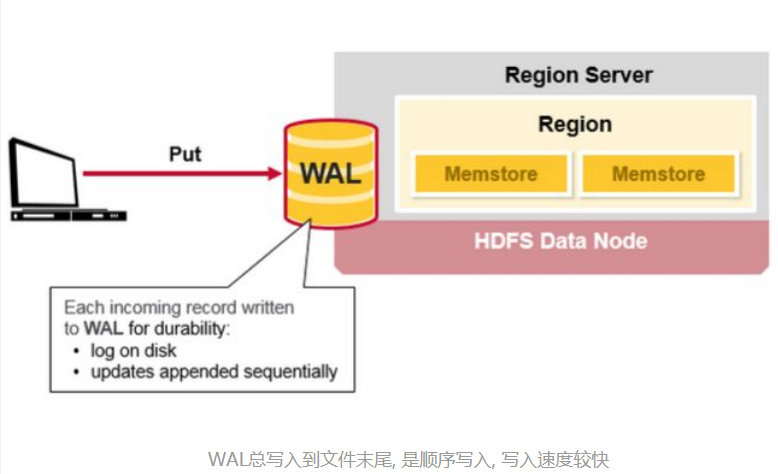 Region Server
Region
Put
WAL
Memstore Memstore
HDFS Data Node
Each incoming record written
to WAL for durability:
• log on disk
• updates appended sequentially
WAL总写入到文件末尾, 是顺序写入, 写入速度较快